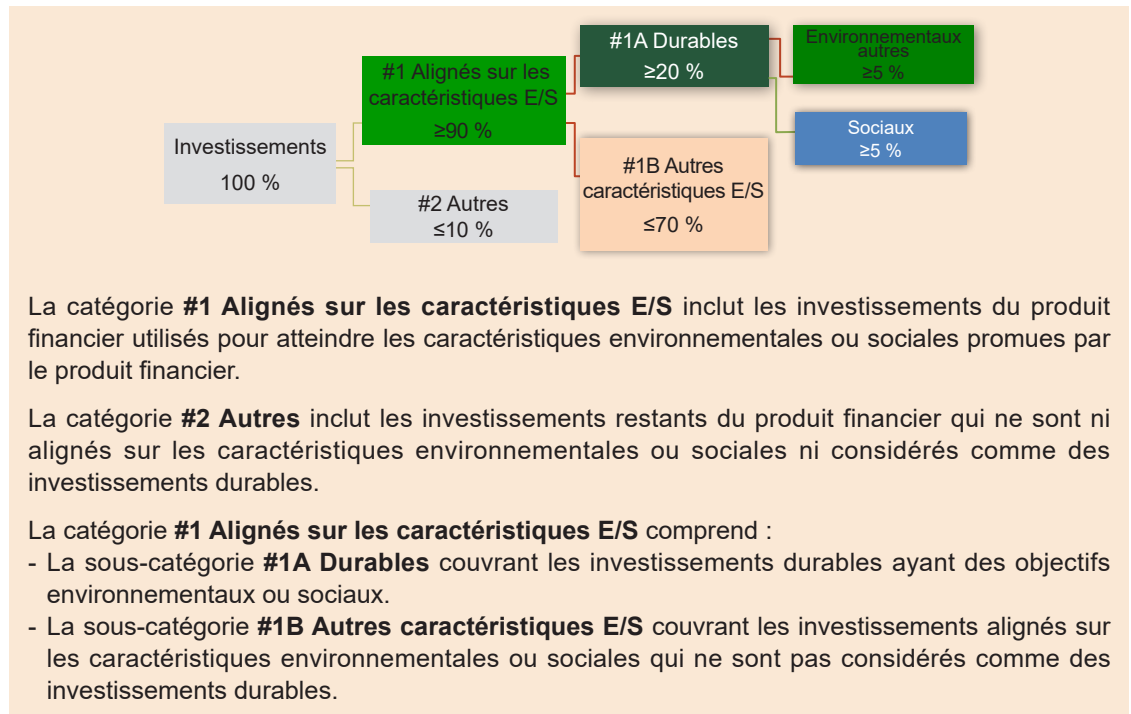 Investissements
100 %
#1 Alignés sur les
caractéristiques E/S
≥90 %
#2 Autres
≤10 %
#1A Durables
≥20 %
#1B Autres
caractéristiques E/S
≤70 %
Environnementaux
autres
≥5 %
Sociaux
≥5 %
La catégorie #1 Alignés sur les caractéristiques E/S inclut les investissements du produit
financier utilisés pour atteindre les caractéristiques environnementales ou sociales promues par
le produit financier.
La catégorie #2 Autres inclut les investissements restants du produit financier qui ne sont ni
alignés sur les caractéristiques environnementales ou sociales ni considérés comme des
investissements durables.
La catégorie #1 Alignés sur les caractéristiques E/S comprend :
- La sous-catégorie #1A Durables couvrant les investissements durables ayant des objectifs
environnementaux ou sociaux.
- La sous-catégorie #1B Autres caractéristiques E/S couvrant les investissements alignés sur
les caractéristiques environnementales ou sociales qui ne sont pas considérés comme des
investissements durables.